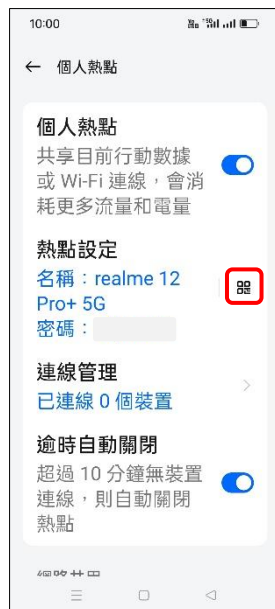 10:00
5G
← 個人熱點
個人熱點
共享目前行動數據
或 Wi-Fi 連線，會消
耗更多流量和電量
熱點設定
名稱：realme 12
Pro+ 5G
密碼：
連線管理
已連線 0 個裝置
逾時自動關閉
超過 10 分鐘無裝置
連線，則自動關閉
熱點